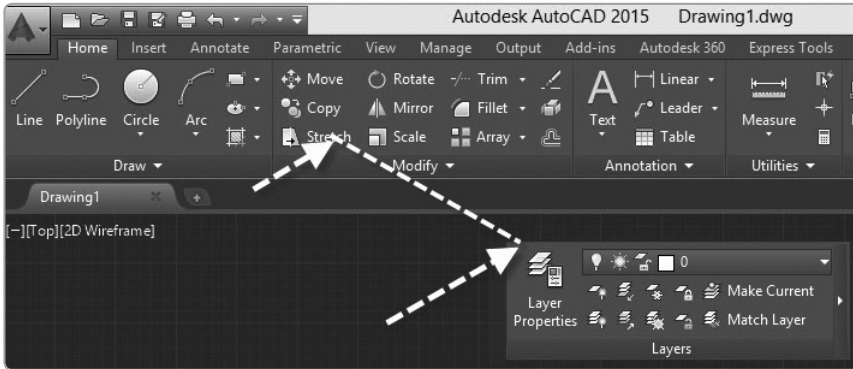 Autodesk AutoCAD 2015 Drawing1.dwg
Home Insert Annotate Parametric View Manage Output Add-ins Autodesk 360 Express Tools
Move Rotate Trim Linear
Copy Mirror Fillet Leader
Line Polyline Circle Arc Text Measure
Stretch Scale Array Table
Draw Modify Annotation Utilities
Drawing1
[−][Top][2D Wireframe]
0
Layer Properties
Make Current
Match Layer
Layers